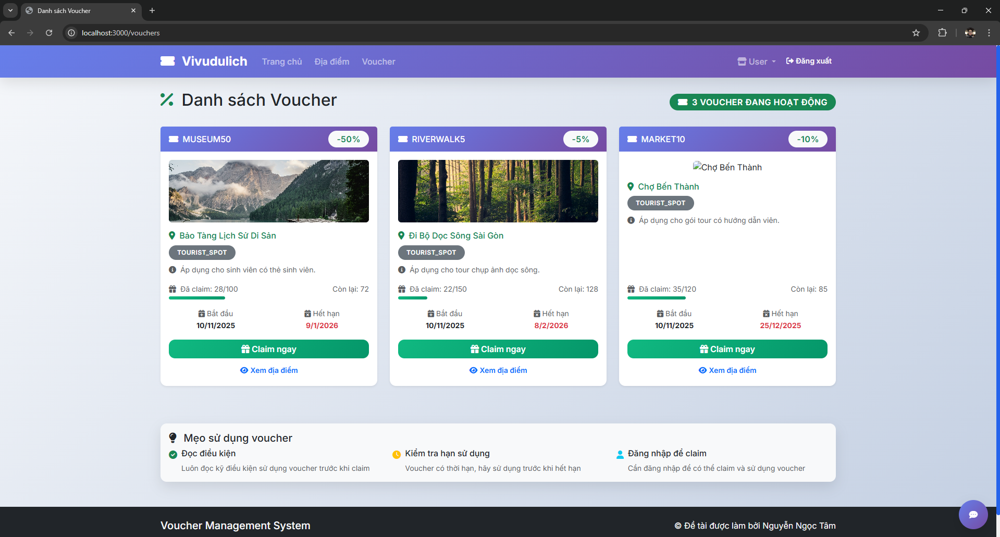 Danh sách Voucher
localhost:3000/vouchers
Vivudulich
Trang chủ
Địa điểm
Voucher
User
Đăng xuất
Danh sách Voucher
3 VOUCHER ĐANG HOẠT ĐỘNG
MUSEUM50
-50%
Bảo Tàng Lịch Sử Di Sản
TOURIST_SPOT
Áp dụng cho sinh viên có thẻ sinh viên.
Đã claim: 28/100
Còn lại: 72
Bắt đầu
Hết hạn
10/11/2025
9/1/2026
Claim ngay
Xem địa điểm
RIVERWALK5
-5%
Đi Bộ Dọc Sông Sài Gòn
TOURIST_SPOT
Áp dụng cho tour chụp ảnh dọc sông.
Đã claim: 22/150
Còn lại: 128
Bắt đầu
Hết hạn
10/11/2025
8/2/2026
Claim ngay
Xem địa điểm
MARKET10
-10%
Chợ Bến Thành
Chợ Bến Thành
TOURIST_SPOT
Áp dụng cho gói tour có hướng dẫn viên.
Đã claim: 35/120
Còn lại: 85
Bắt đầu
Hết hạn
10/11/2025
25/12/2025
Claim ngay
Xem địa điểm
Mẹo sử dụng voucher
Đọc điều kiện
Luôn đọc kỹ điều kiện sử dụng voucher trước khi claim
Kiểm tra hạn sử dụng
Voucher có thời hạn, hãy sử dụng trước khi hết hạn
Đăng nhập để claim
Cần đăng nhập để có thể claim và sử dụng voucher
Voucher Management System
© Đề tài được làm bởi Nguyễn Ngọc Tâm